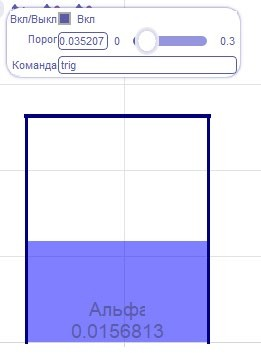 Вкл/Выкл Вкл
Порог 0.035207 0 0.3
Команда trig
Альфа
0.0156813